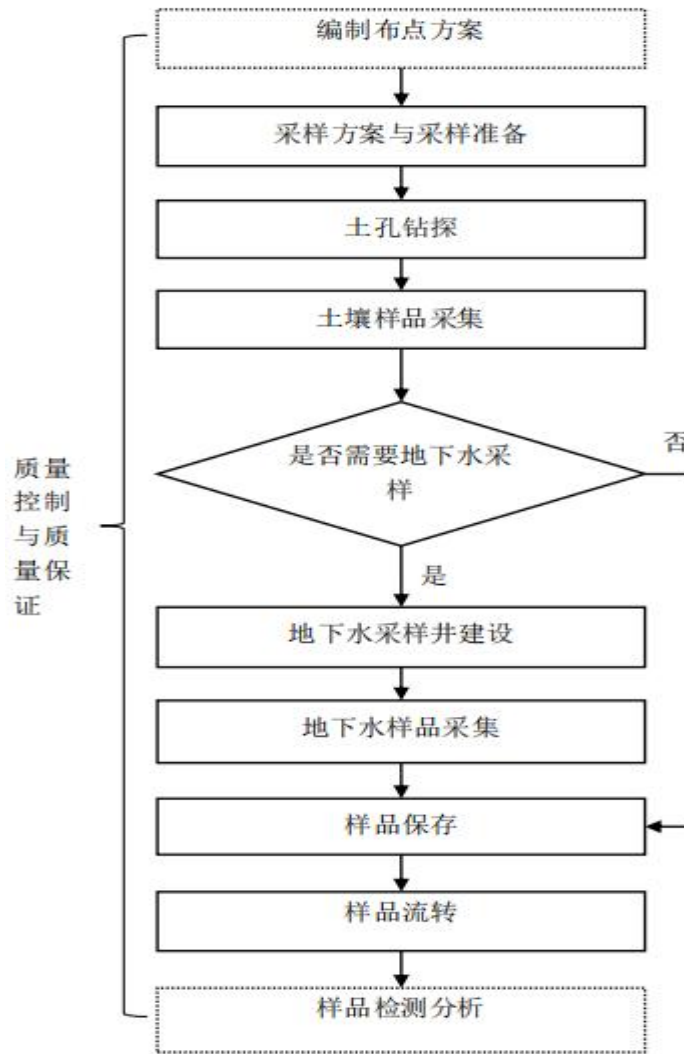 编制布点方案
采样方案与采样准备
土孔钻探
土壤样品采集
是否需要地下水采
样
否
是
质量
控制
与质
量保
证
地下水采样井建设
地下水样品采集
样品保存
样品流转
样品检测分析